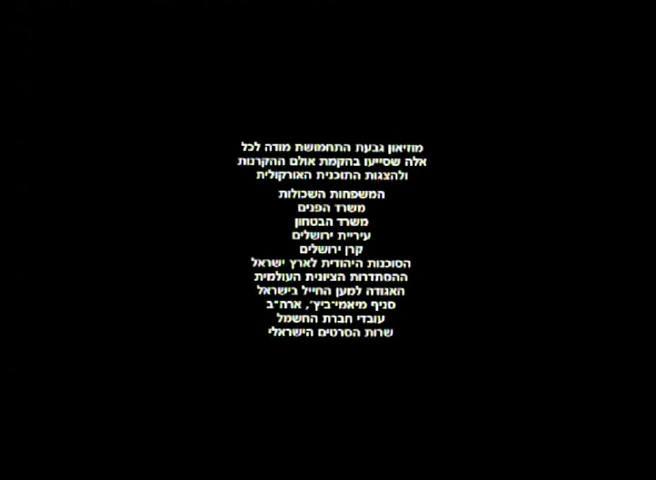 מוזיאון גבעת התחמושת מודה לכל
אלה שסייעו בהקמת אולם ההקרנות
ולהצגות התוכנית האורקולית
המשפחות השכולות
משרד הפנים
משרד הבטחון
עיריית ירושלים
קרן ירושלים
הסוכנות היהודית לארץ ישראל
ההסתדרות הציונית העולמית
האגודה למען החייל בישראל
סניף מיאמי־ביץ׳, ארה״ב
עובדי חברת החשמל
שרות הסרטים הישראלי